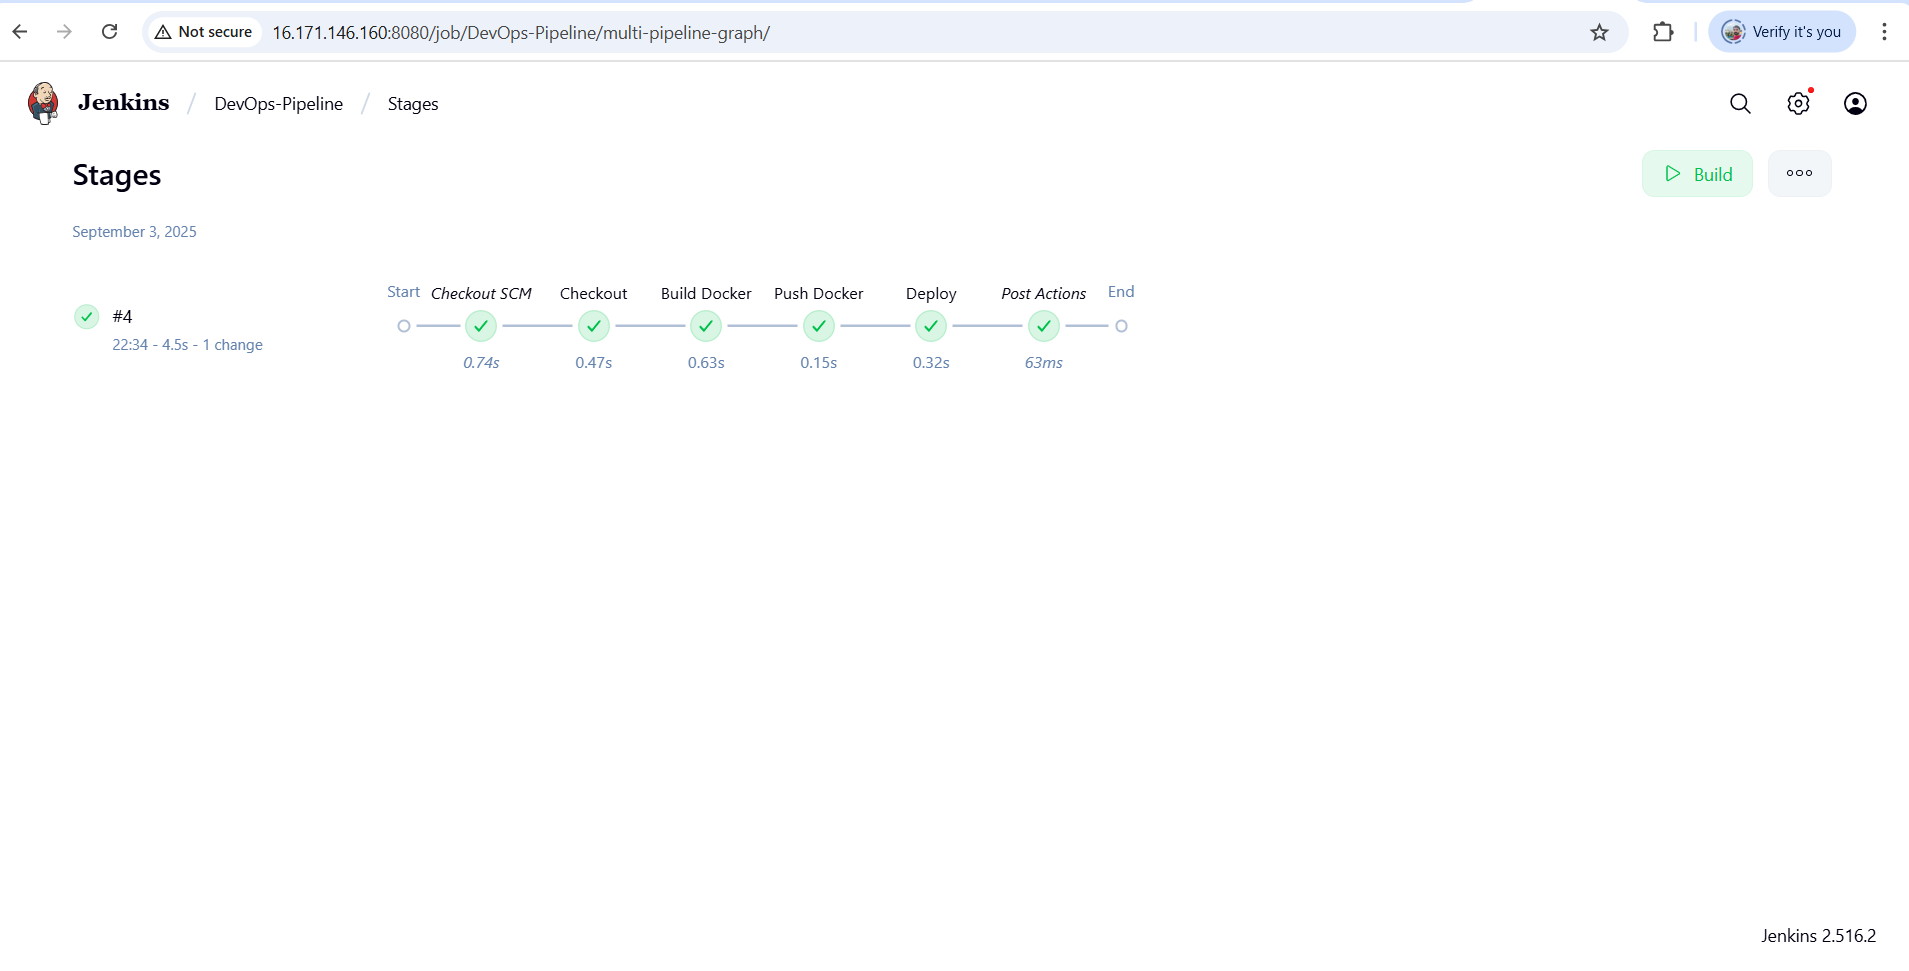 Not secure 16.171.146.160:8080/job/DevOps-Pipeline/multi-pipeline-graph/ Verify it's you
Jenkins / DevOps-Pipeline / Stages
Stages
Build
September 3, 2025
Start Checkout SCM Checkout Build Docker Push Docker Deploy Post Actions End
#4
22:34 - 4.5s - 1 change
0.74s 0.47s 0.63s 0.15s 0.32s 63ms
Jenkins 2.516.2